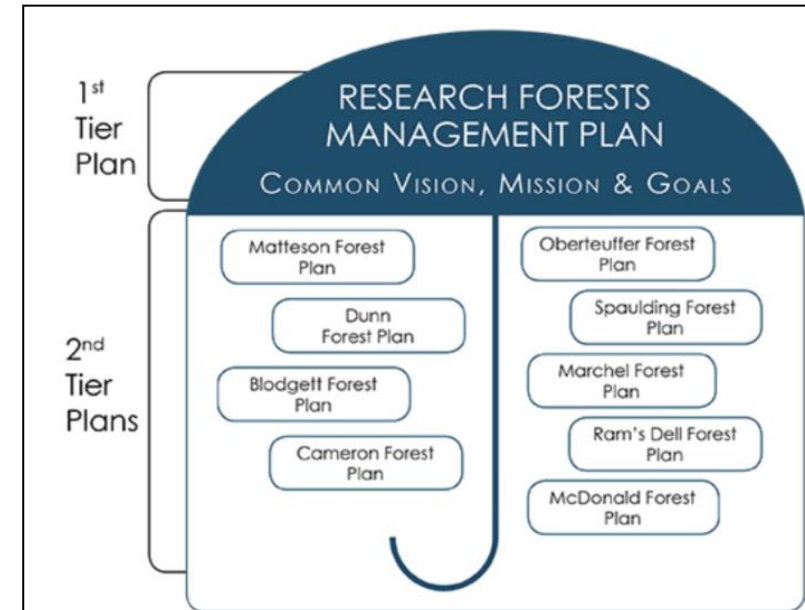 1st
Tier
Plan
RESEARCH FORESTS
MANAGEMENT PLAN
COMMON VISION, MISSION & GOALS
2nd
Tier
Plans
Matteson Forest
Plan
Dunn
Forest Plan
Blodgett Forest
Plan
Cameron Forest
Plan
Oberteuffer Forest
Plan
Spaulding Forest
Plan
Marchel Forest
Plan
Ram's Dell Forest
Plan
McDonald Forest
Plan